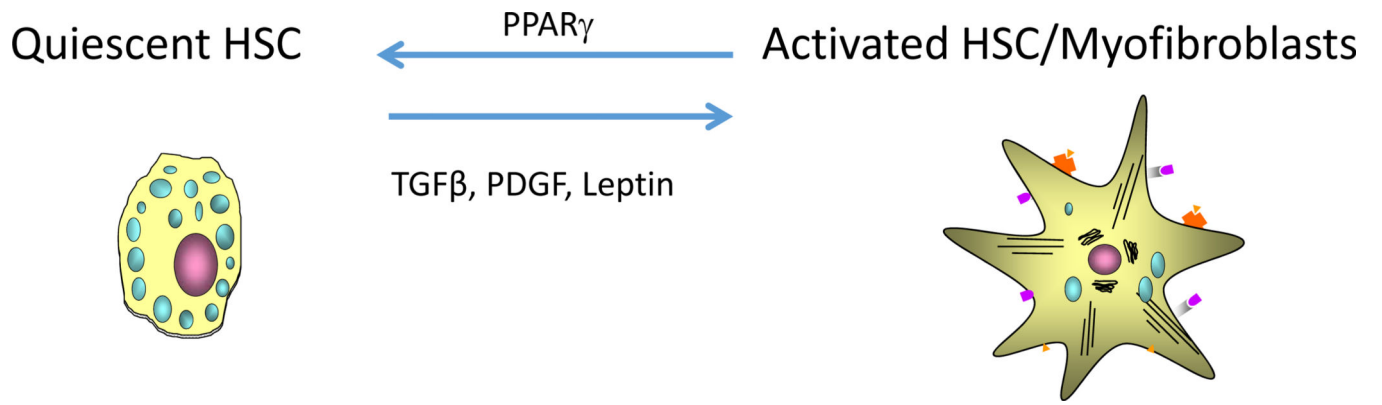 Quiescent HSC
PPARγ
Activated HSC/Myofibroblasts
TGFβ, PDGF, Leptin